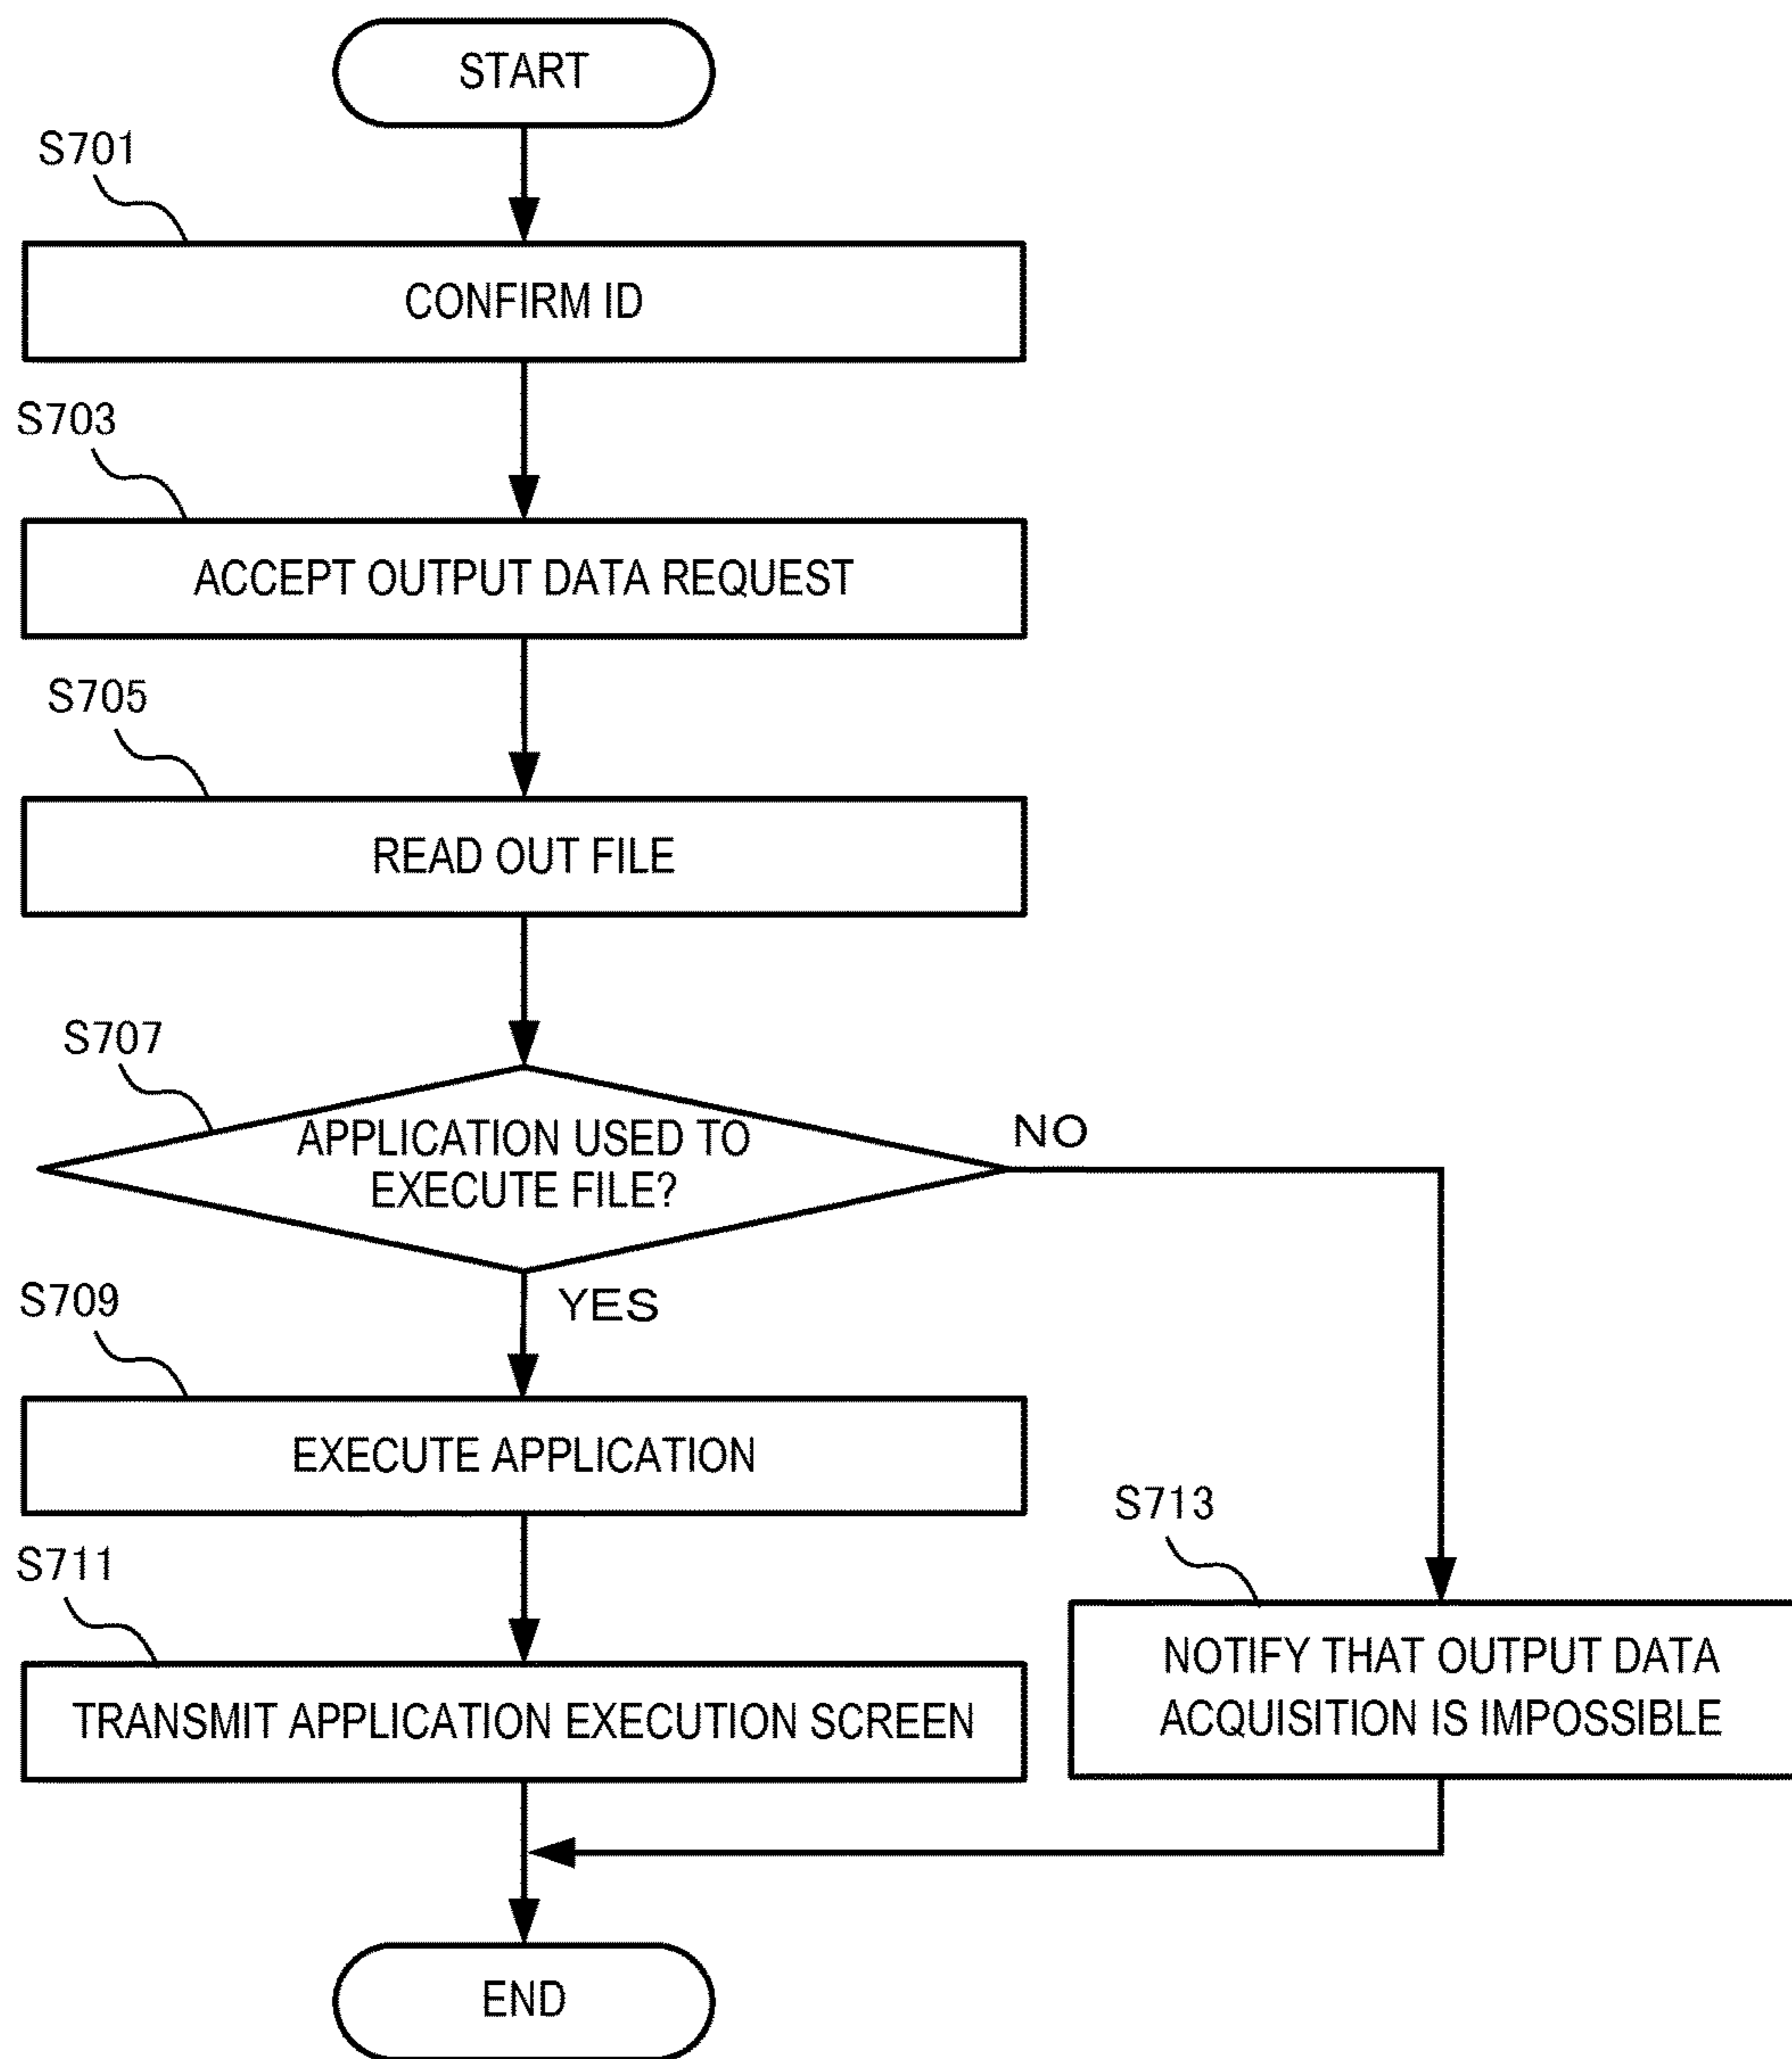 START
S701
CONFIRM ID
S703
ACCEPT OUTPUT DATA REQUEST
S705
READ OUT FILE
S707
APPLICATION USED TO
EXECUTE FILE?
NO
YES
S709
EXECUTE APPLICATION
S711
TRANSMIT APPLICATION EXECUTION SCREEN
S713
NOTIFY THAT OUTPUT DATA
ACQUISITION IS IMPOSSIBLE
END